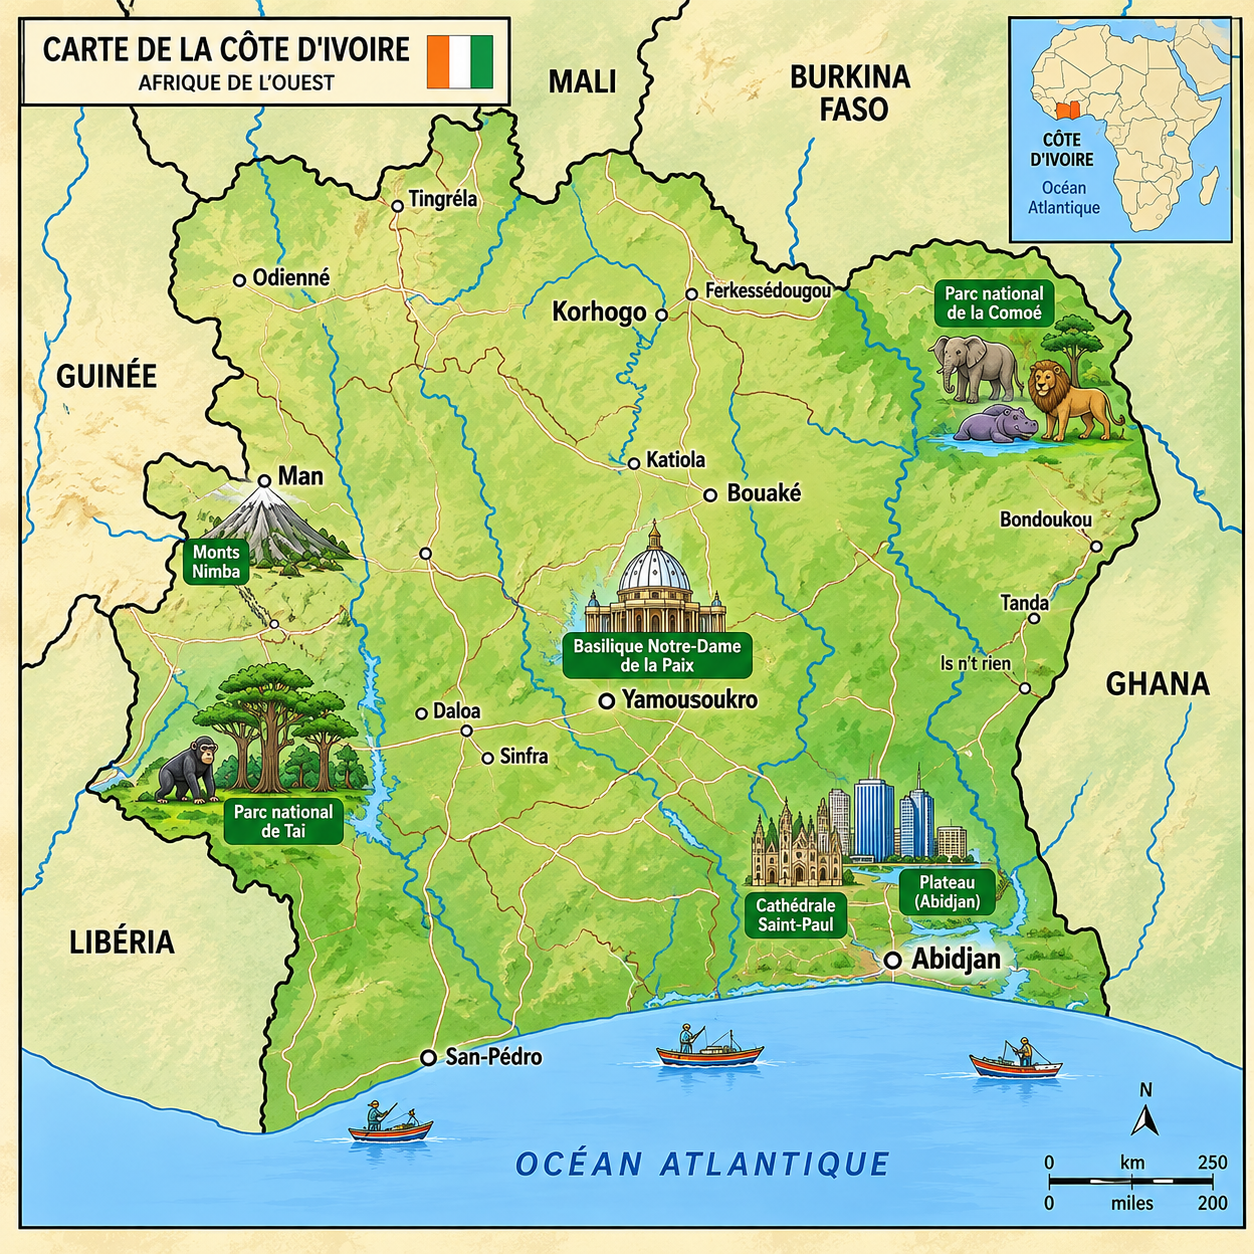 CARTE DE LA CÔTE D'IVOIRE
AFRIQUE DE L'OUEST
MALI
BURKINA
FASO
CÔTE
D'IVOIRE
Océan
Atlantique
Tingréla
Odienné
Ferkessédougou
Korhogo
Parc national
de la Comoé
GUINÉE
Katiola
Man
Bouaké
Bondoukou
Monts
Nimba
Tanda
Basilique Notre-Dame
de la Paix
Is n't rien
GHANA
Yamousoukro
Daloa
Sinfra
Parc national
de Tai
Plateau
(Abidjan)
Cathédrale
Saint-Paul
LIBÉRIA
Abidjan
San-Pédro
OCÉAN ATLANTIQUE
N
0 km 250
0 miles 200